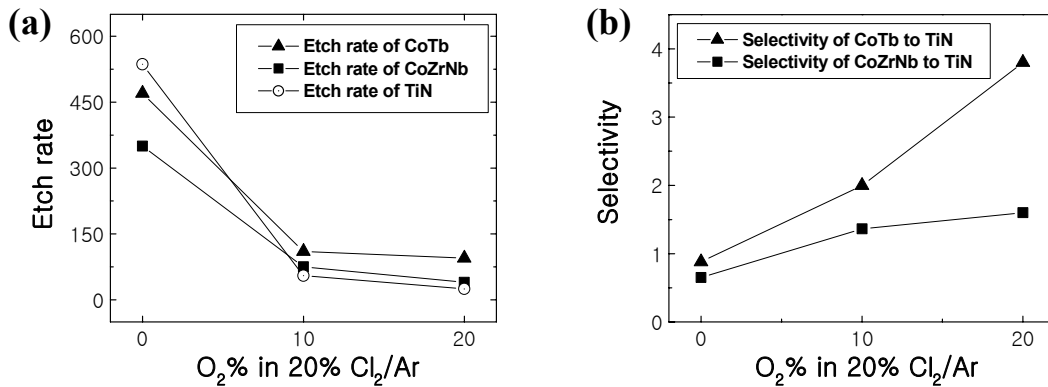 (a)
600
450
300
150
0
Etch rate
Etch rate of CoTb
Etch rate of CoZrNb
Etch rate of TiN
0 10 20
O₂% in 20% Cl₂/Ar
(b)
4
3
2
1
0
Selectivity
Selectivity of CoTb to TiN
Selectivity of CoZrNb to TiN
0 10 20
O₂% in 20% Cl₂/Ar